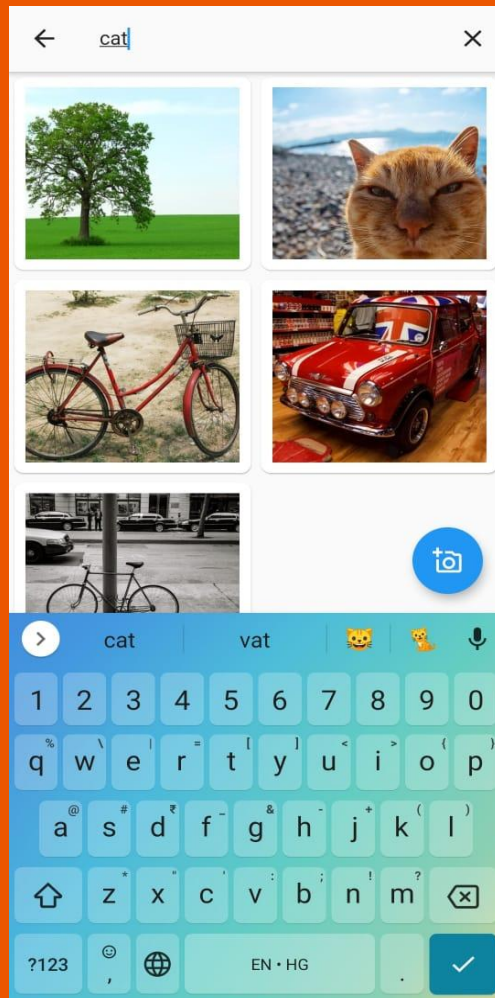 cat
cat vat
1 2 3 4 5 6 7 8 9 0
% \ | = [ ] < > { }
q w e r t y u i o p
@ # ₹ _ & - + ( )
a s d f g h j k l
* " ' : ; ! ?
z x c v b n m
?123 , EN • HG .